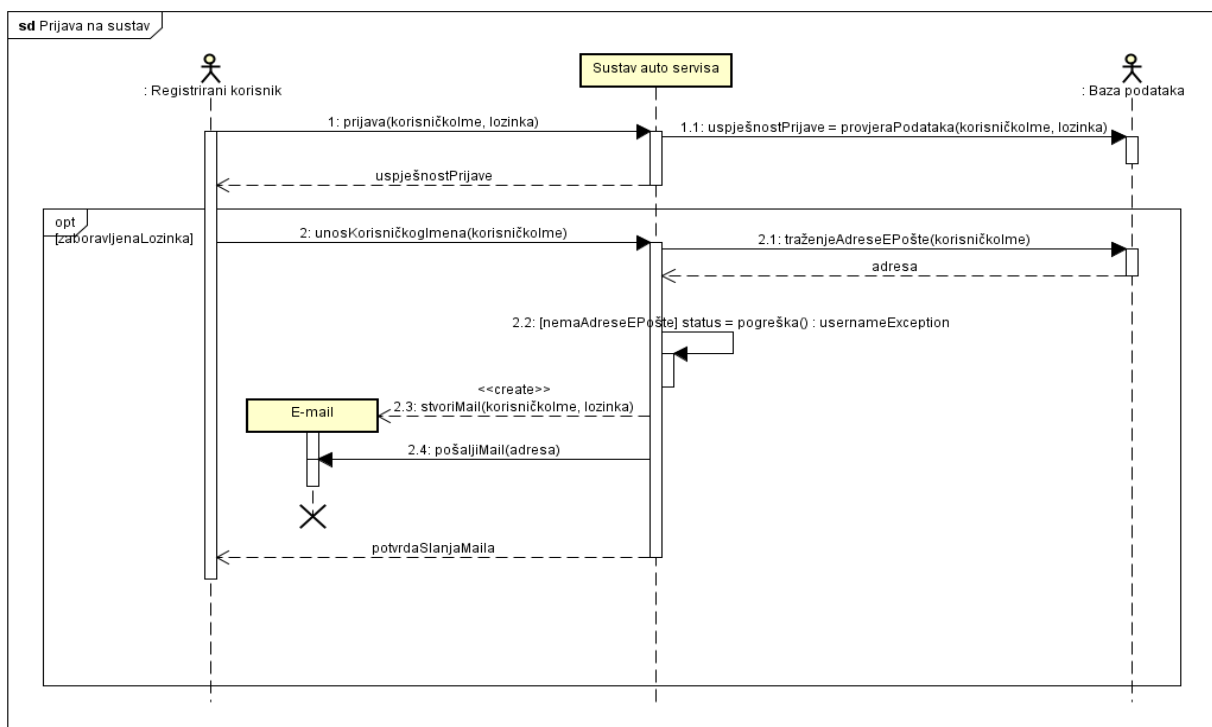 sd Prijava na sustav
Sustav auto servisa
: Registrirani korisnik
: Baza podataka
1: prijava(korisničkoIme, lozinka)
1.1: uspješnostPrijave = provjeraPodataka(korisničkoIme, lozinka)
uspješnostPrijave
opt
[zaboravljenaLozinka]
2: unosKorisničkogImena(korisničkoIme)
2.1: traženjeAdreseEPošte(korisničkoIme)
adresa
2.2: [nemaAdreseEPošte] status = pogreška() : usernameException
<<create>>
2.3: stvoriMail(korisničkoIme, lozinka)
E-mail
2.4: pošaljiMail(adresa)
potvrdaSlanjaMaila